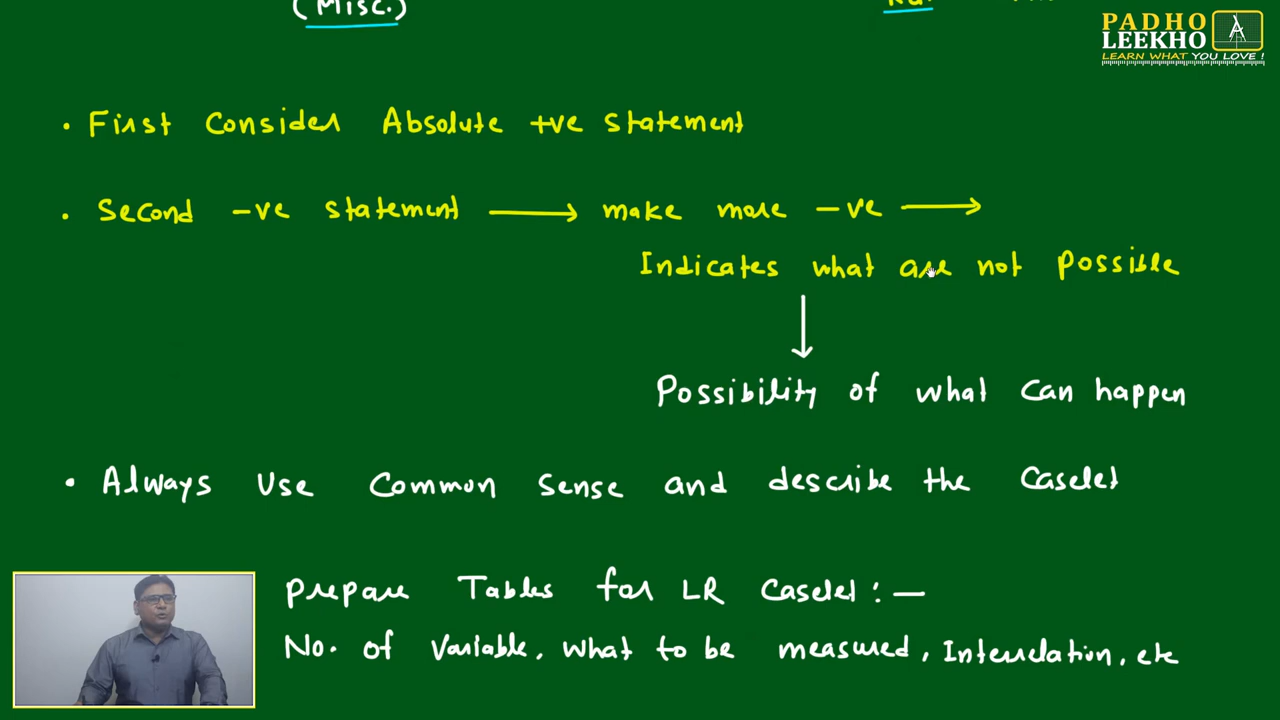 (Misc.)
PADHO
LEEKHO
LEARN WHAT YOU LOVE !
• First Consider Absolute +ve statement
• Second -ve statement → make more -ve →
Indicates what are not possible
↓
Possibility of what can happen
• Always use common sense and describe the caselet
Prepare Tables for LR caselet : —
No. of variable, what to be measured, Interrelation, etc